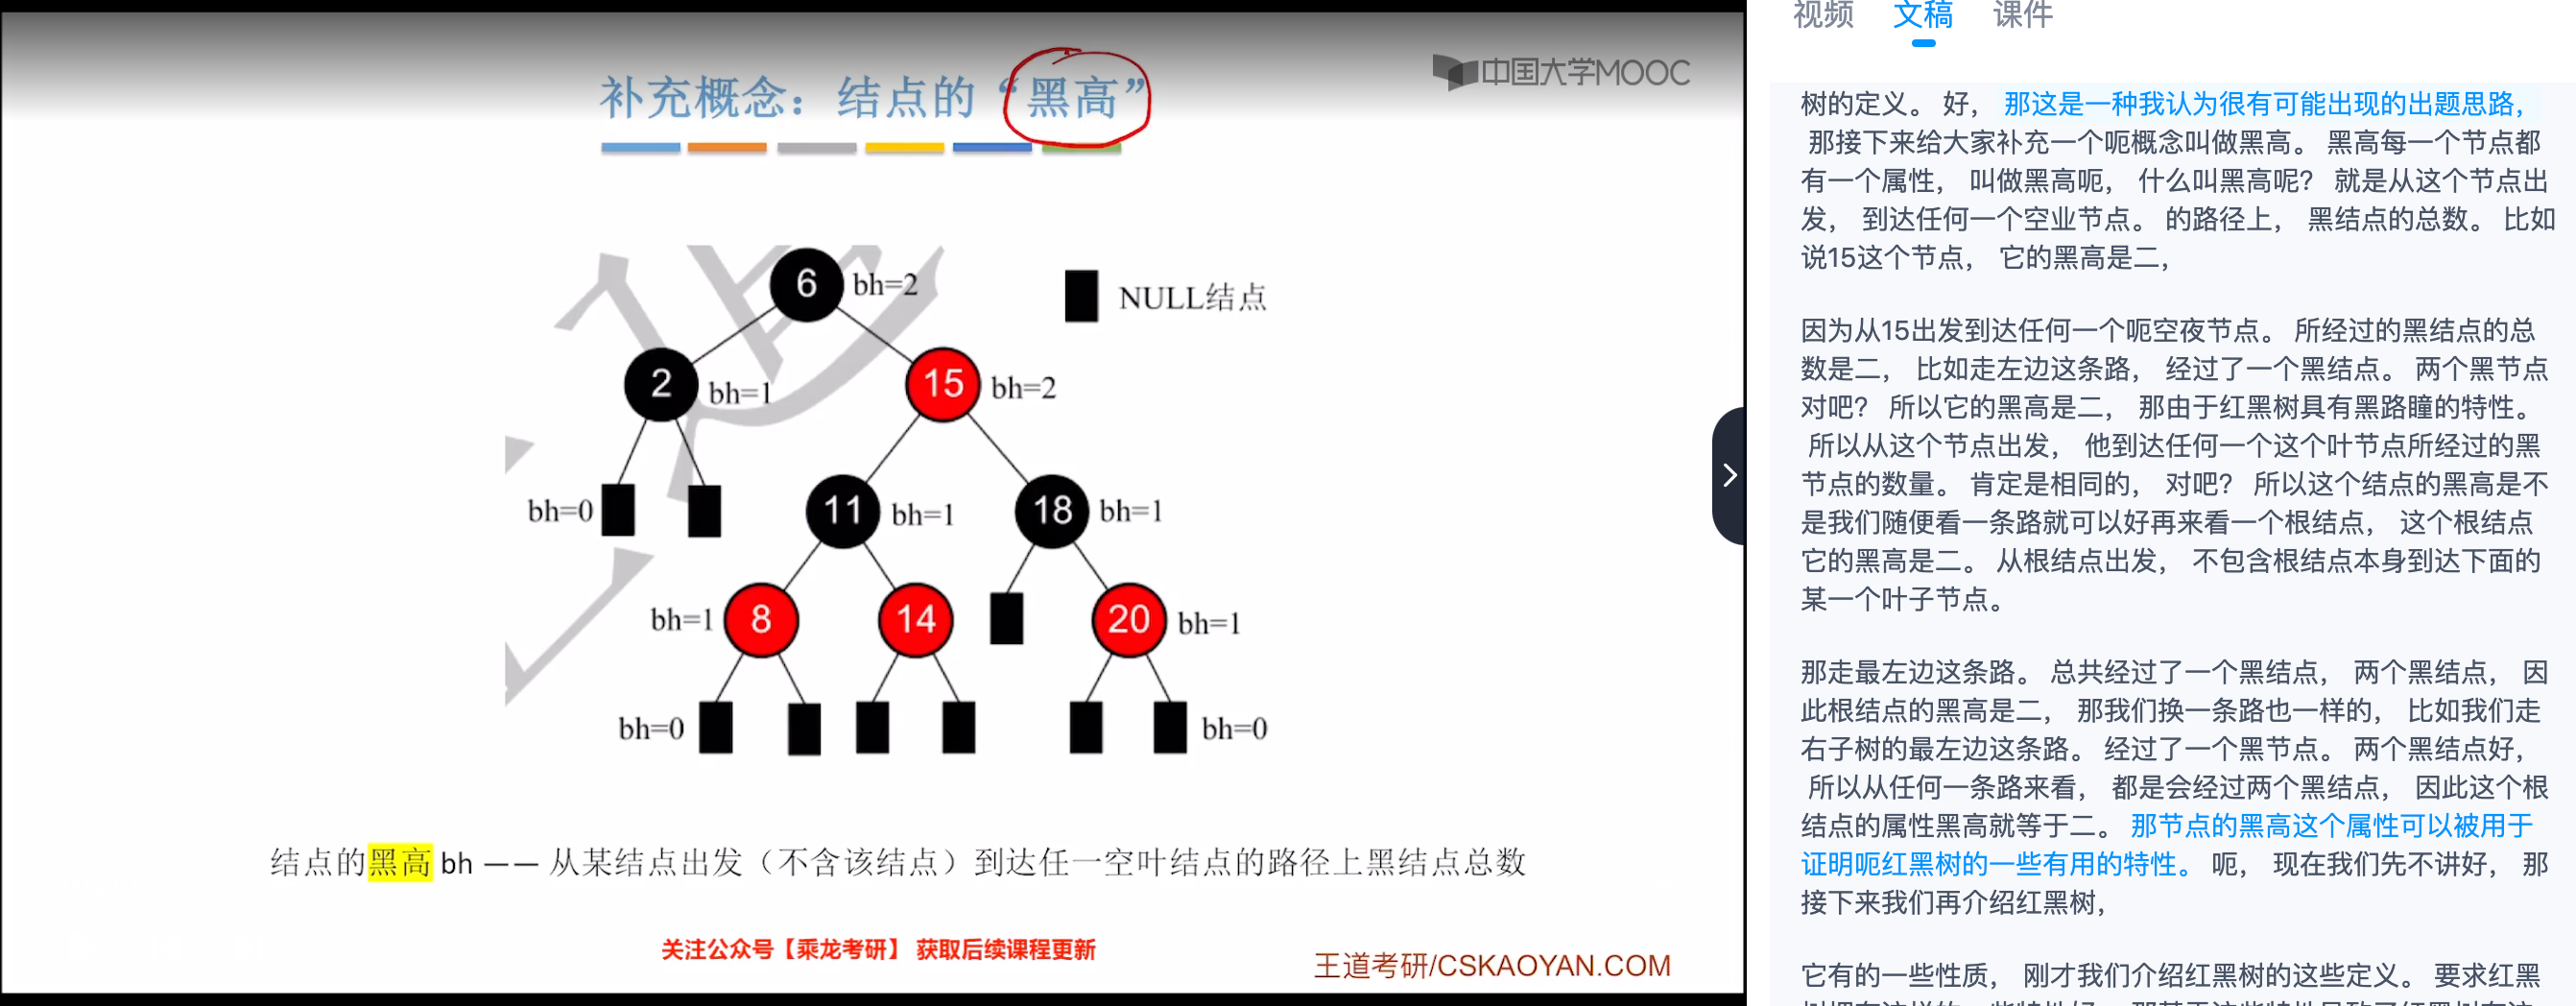 补充概念：结点的“黑高”
中国大学MOOC
6 bh=2
NULL结点
2 bh=1
15 bh=2
bh=0
11 bh=1
18 bh=1
bh=1 8
14
20 bh=1
bh=0
bh=0
结点的黑高 bh —— 从某结点出发（不含该结点）到达任一空叶结点的路径上黑结点总数
关注公众号【乘龙考研】 获取后续课程更新
王道考研/CSKAOYAN.COM
视频 文稿 课件
树的定义。 好， 那这是一种我认为很有可能出现的出题思路，
那接下来给大家补充一个呃概念叫做黑高。 黑高每一个节点都
有一个属性， 叫做黑高呃， 什么叫黑高呢？ 就是从这个节点出
发， 到达任何一个空业节点。 的路径上， 黑结点的总数。 比如
说15这个节点， 它的黑高是二，
因为从15出发到达任何一个呃空夜节点。 所经过的黑结点的总
数是二， 比如走左边这条路， 经过了一个黑结点。 两个黑节点
对吧？ 所以它的黑高是二， 那由于红黑树具有黑路瞳的特性。
所以从这个节点出发， 他到达任何一个这个叶节点所经过的黑
节点的数量。 肯定是相同的， 对吧？ 所以这个结点的黑高是不
是我们随便看一条路就可以好再来看一个根结点， 这个根结点
它的黑高是二。 从根结点出发， 不包含根结点本身到达下面的
某一个叶子节点。
那走最左边这条路。 总共经过了一个黑结点， 两个黑结点， 因
此根结点的黑高是二， 那我们换一条路也一样的， 比如我们走
右子树的最左边这条路。 经过了一个黑节点。 两个黑结点好，
所以从任何一条路来看， 都是会经过两个黑结点， 因此这个根
结点的属性黑高就等于二。 那节点的黑高这个属性可以被用于
证明呃红黑树的一些有用的特性。 呃， 现在我们先不讲好， 那
接下来我们再介绍红黑树，
它有的一些性质， 刚才我们介绍红黑树的这些定义。 要求红黑